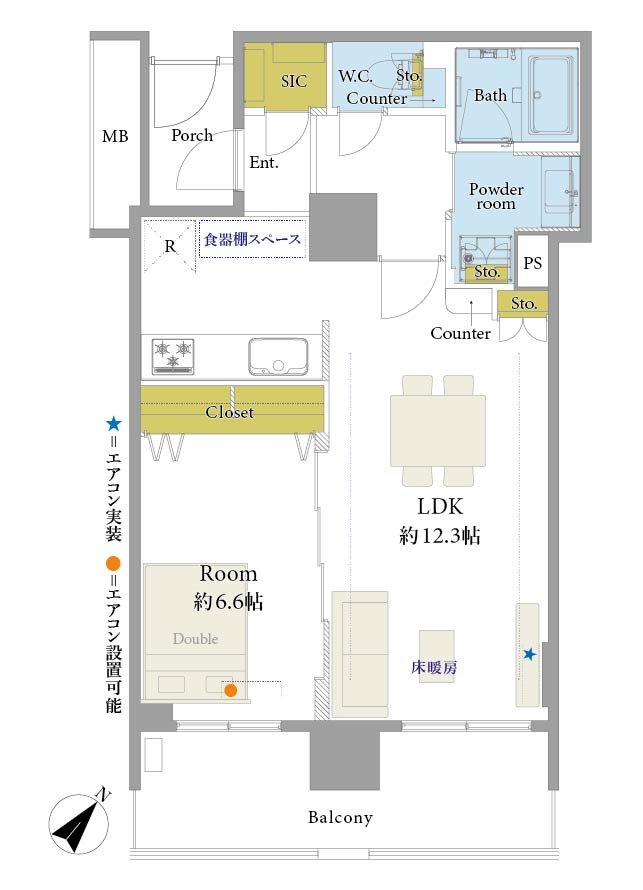 SIC
W.C.
Sto.
Counter
Bath
MB
Porch
Ent.
Powder
room
R
食器棚スペース
Sto.
PS
Sto.
Counter
Closet
★=エアコン実装
●=エアコン設置可能
LDK
約12.3帖
Room
約6.6帖
Double
★
床暖房
N
Balcony